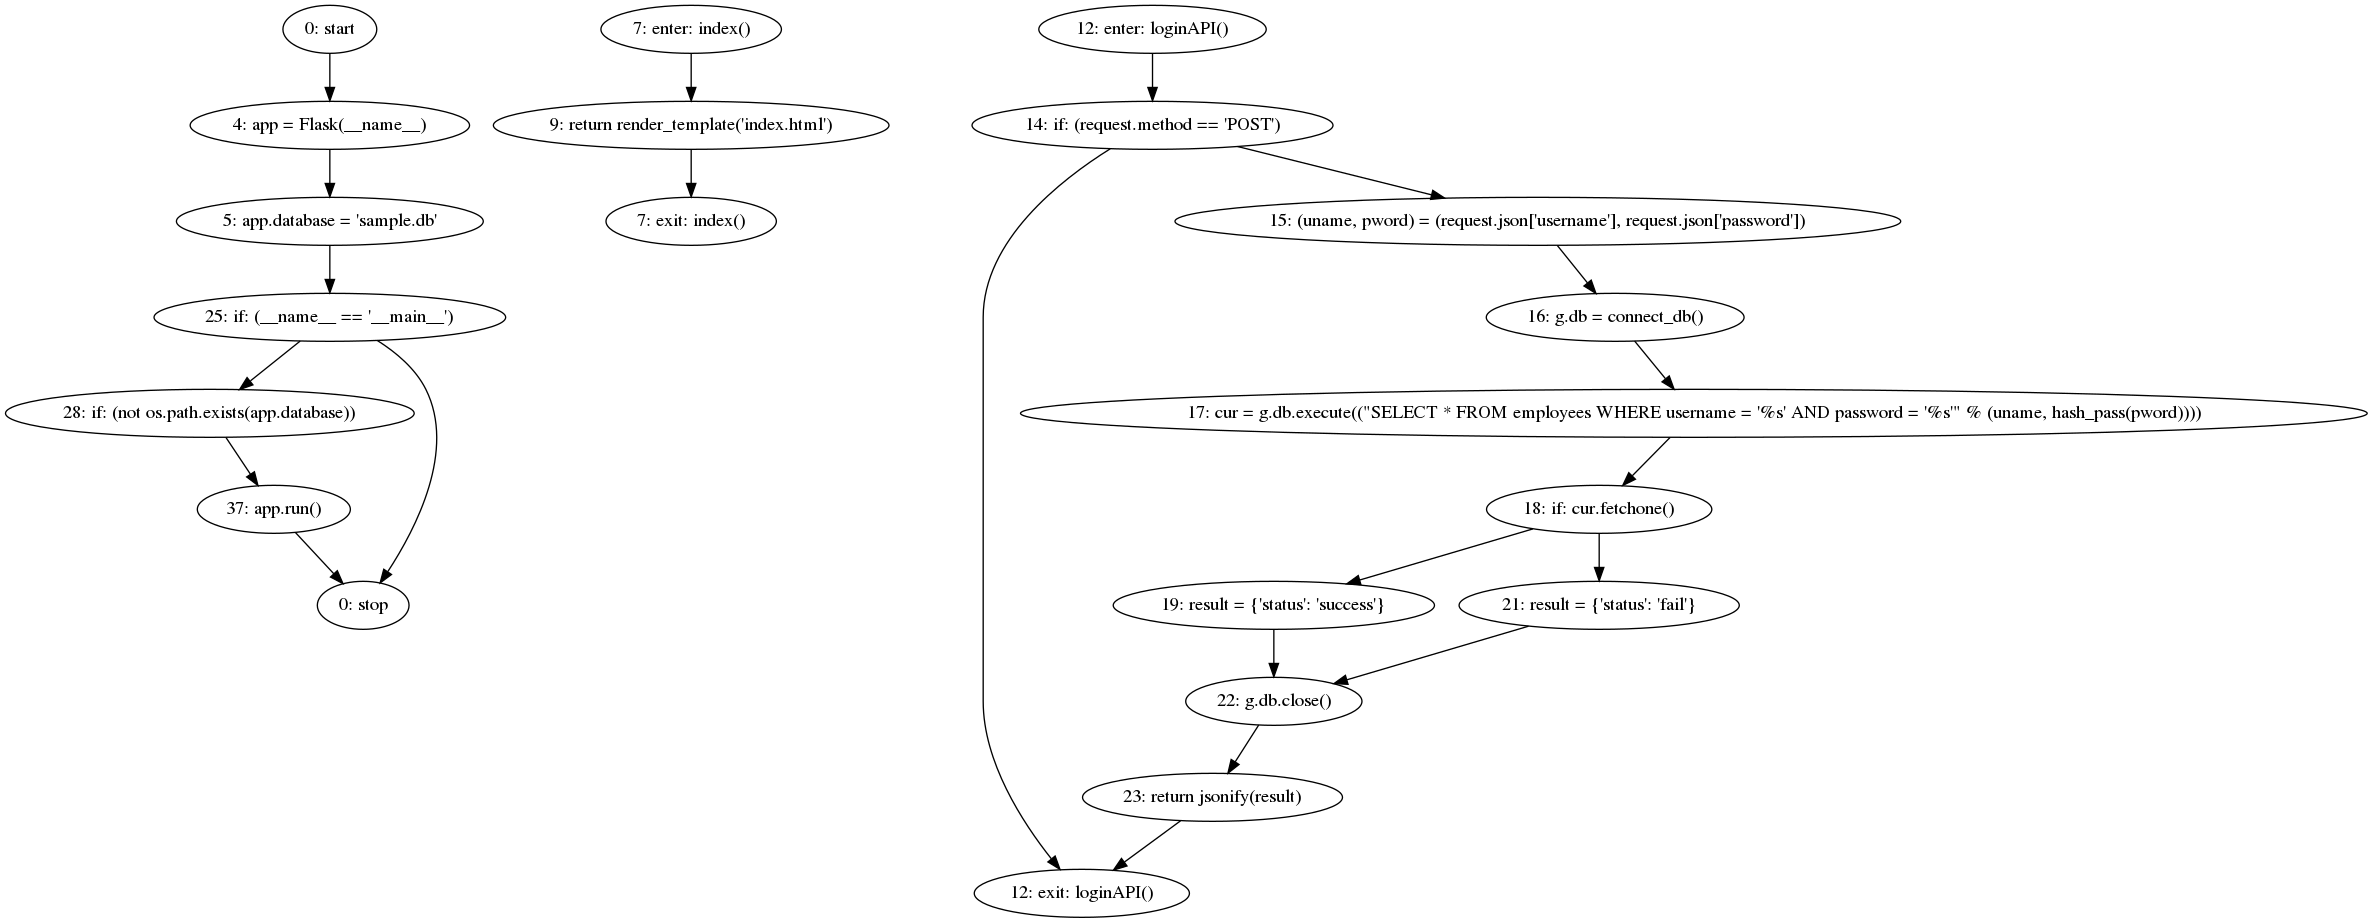 0: start
4: app = Flask(__name__)
5: app.database = 'sample.db'
25: if: (__name__ == '__main__')
28: if: (not os.path.exists(app.database))
37: app.run()
0: stop
7: enter: index()
9: return render_template('index.html')
7: exit: index()
12: enter: loginAPI()
14: if: (request.method == 'POST')
15: (uname, pword) = (request.json['username'], request.json['password'])
16: g.db = connect_db()
17: cur = g.db.execute(("SELECT * FROM employees WHERE username = '%s' AND password = '%s'" % (uname, hash_pass(pword))))
18: if: cur.fetchone()
19: result = {'status': 'success'}
21: result = {'status': 'fail'}
22: g.db.close()
23: return jsonify(result)
12: exit: loginAPI()